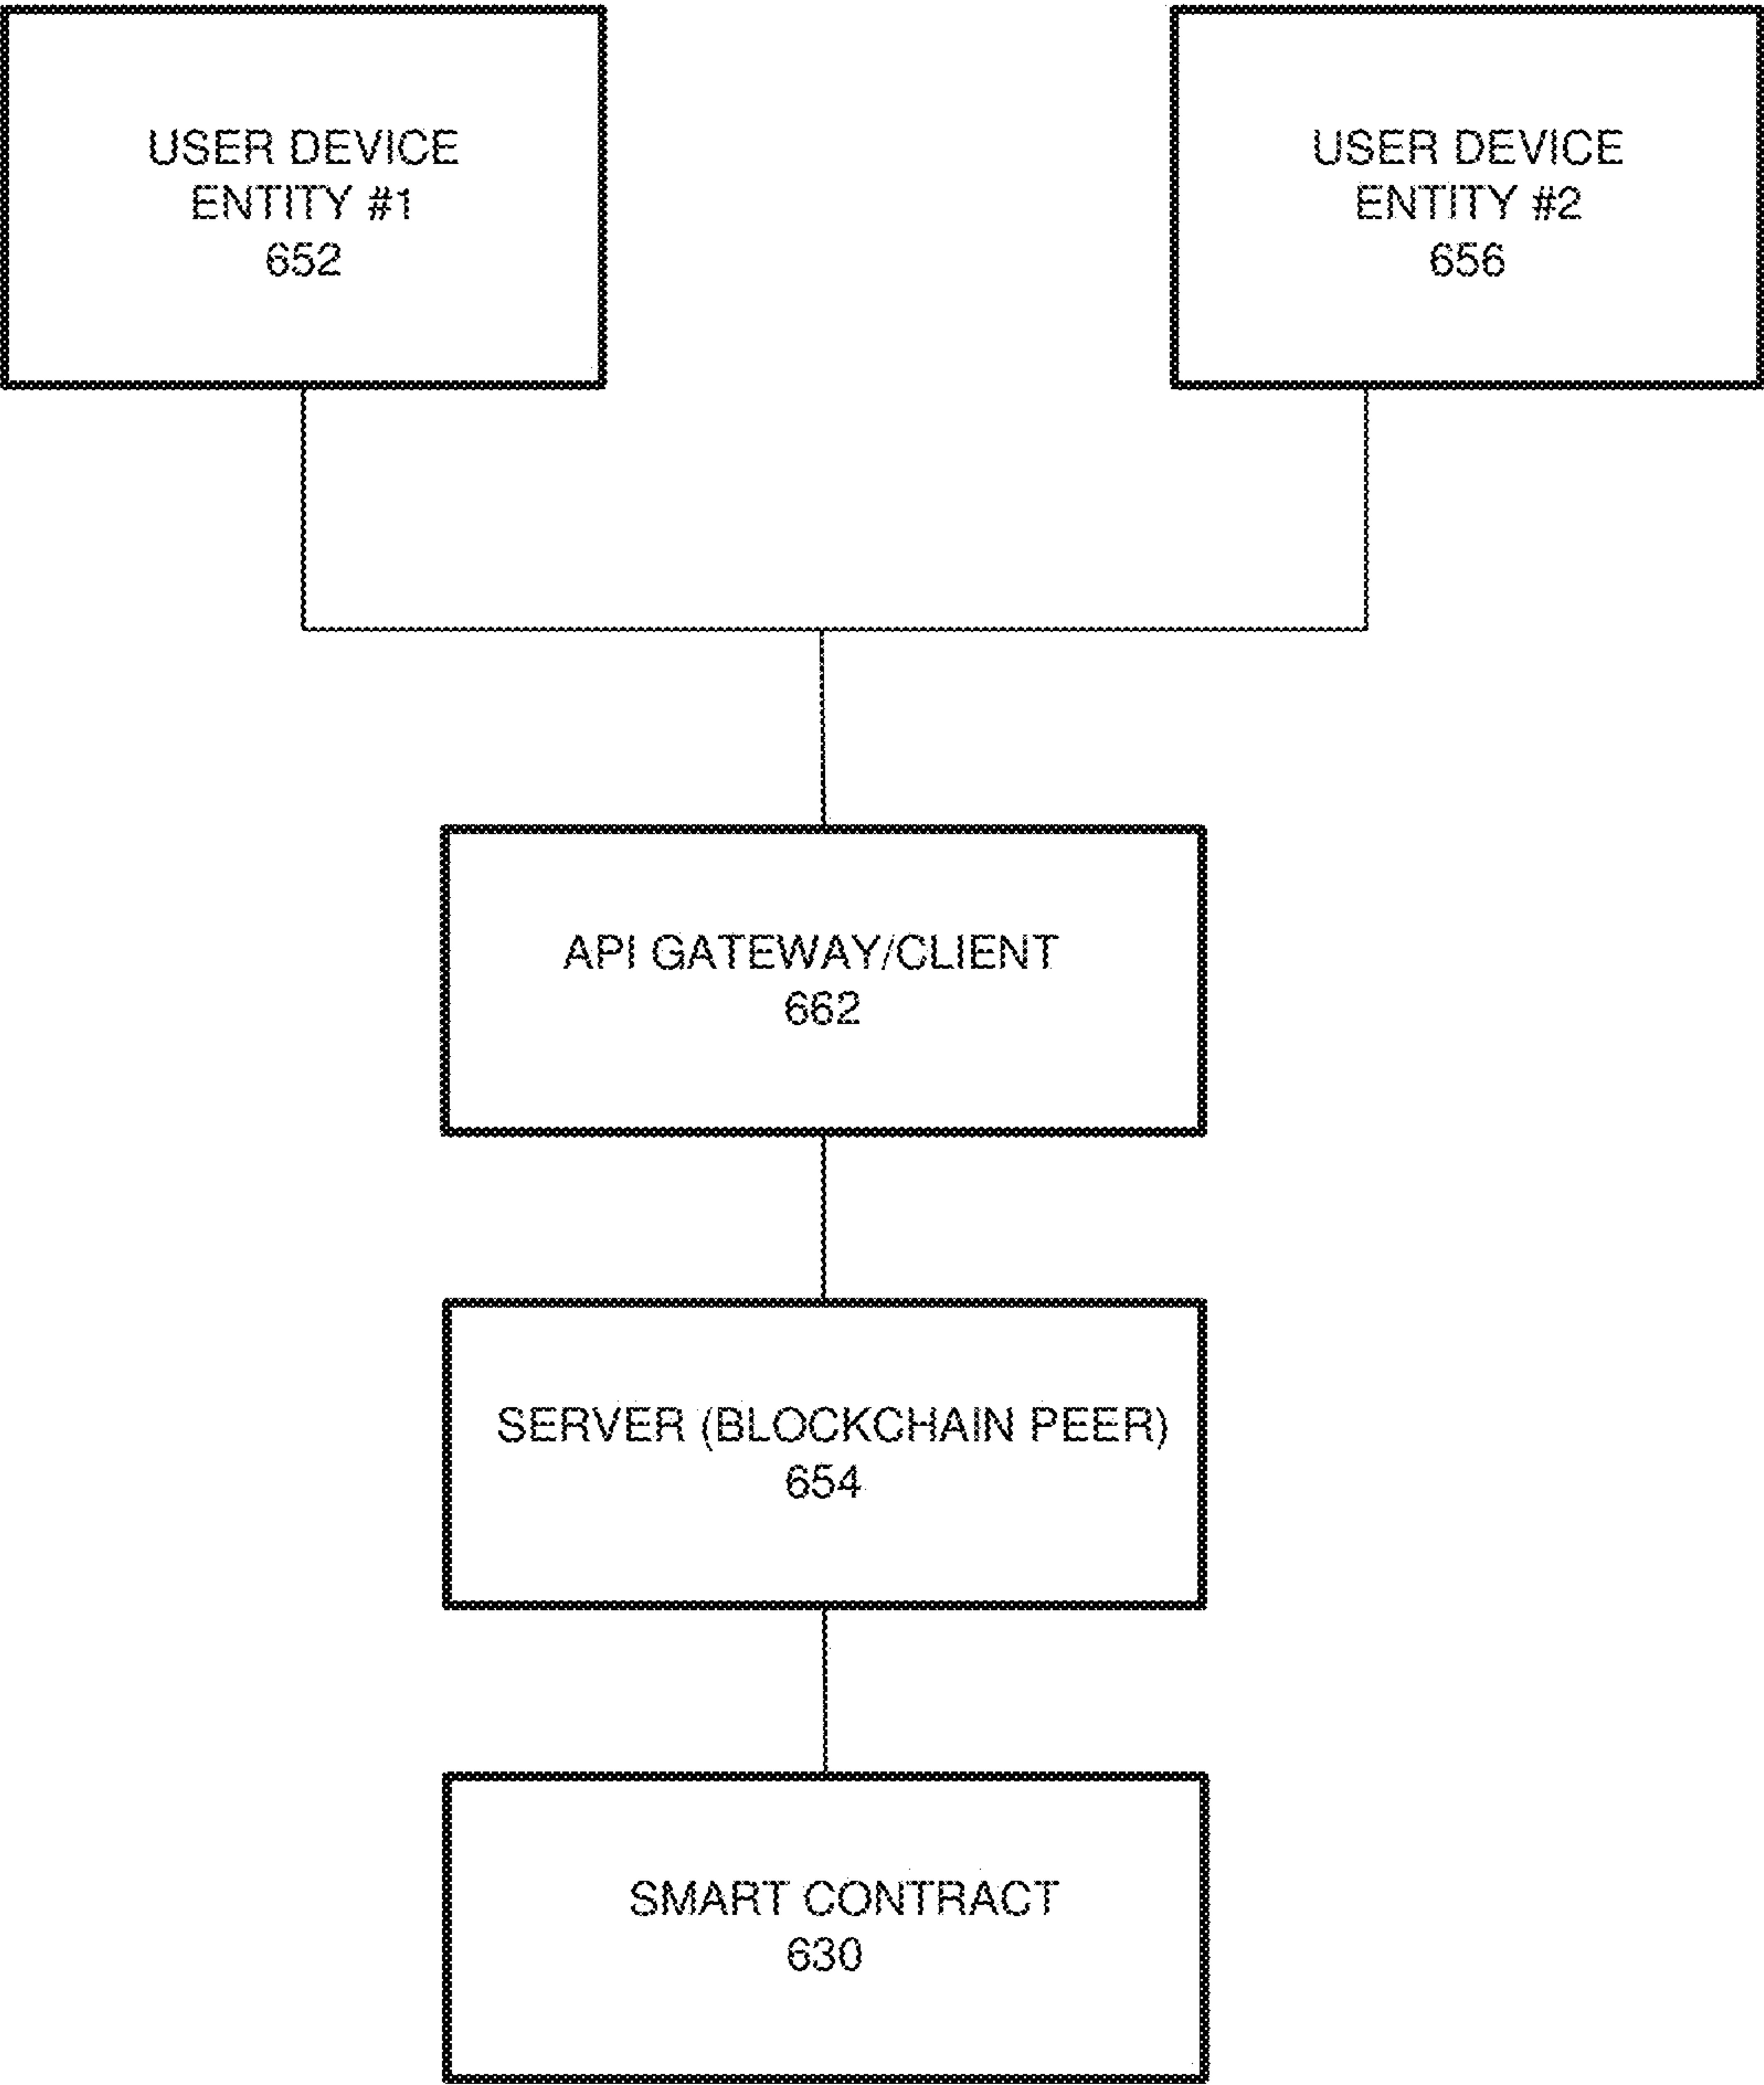 USER DEVICE
ENTITY #1
652
USER DEVICE
ENTITY #2
656
API GATEWAY/CLIENT
662
SERVER (BLOCKCHAIN PEER)
654
SMART CONTRACT
630